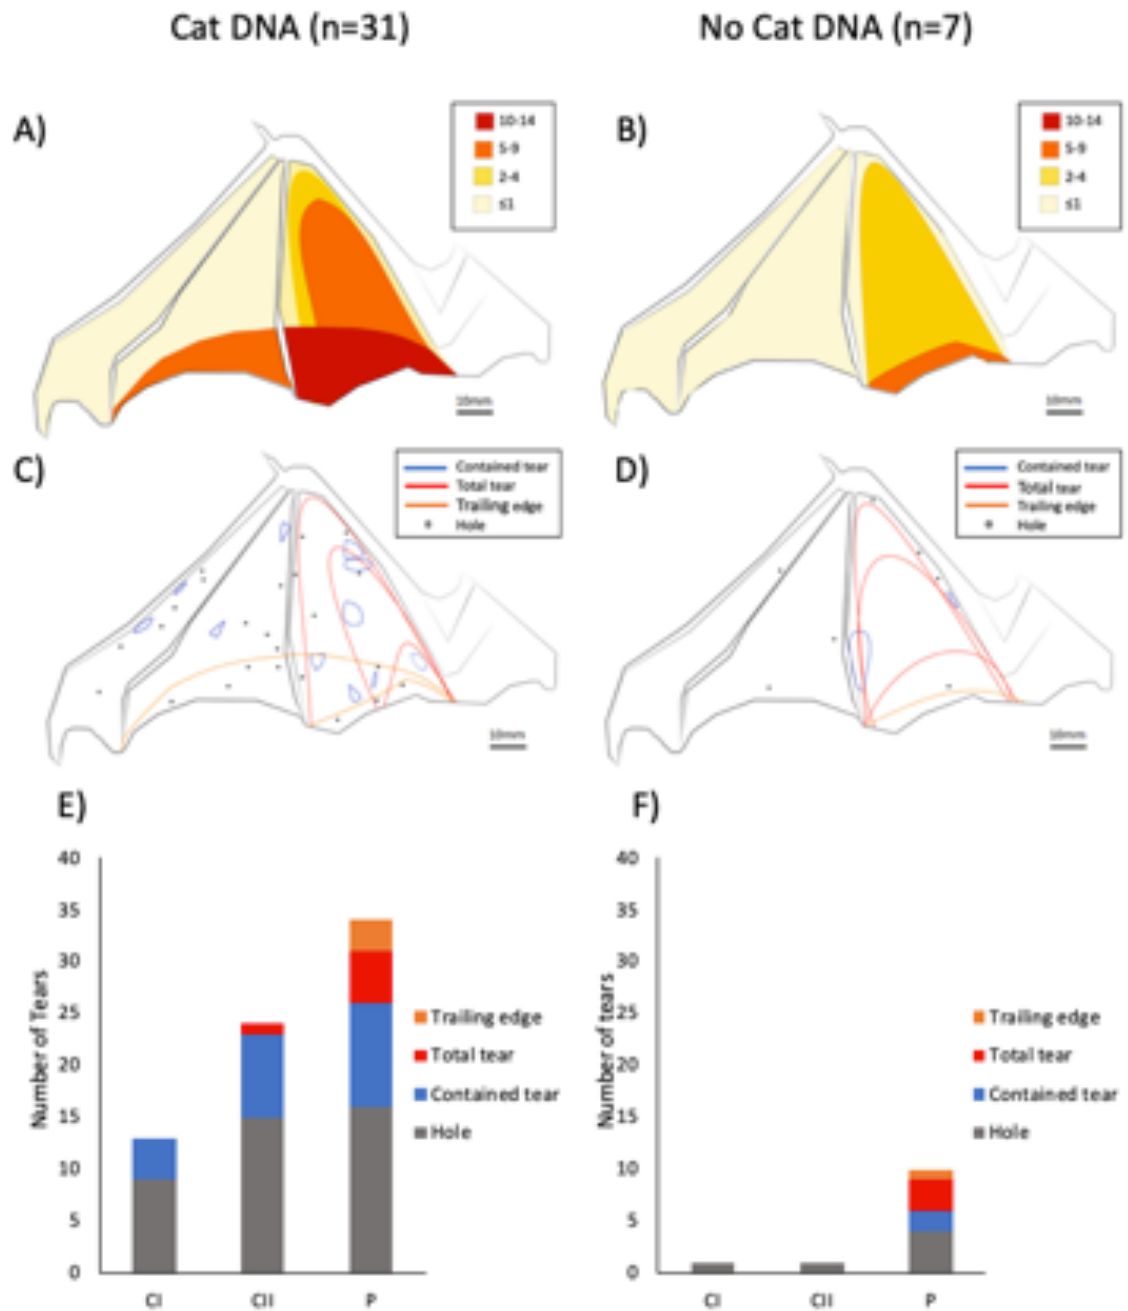 Cat DNA (n=31) No Cat DNA (n=7)
A) B)
10-14
5-9
2-4
≤1
10-14
5-9
2-4
≤1
10mm 10mm
C) D)
Contained tear
Total tear
Trailing edge
Hole
Contained tear
Total tear
Trailing edge
Hole
10mm 10mm
E) F)
Number of Tears
40
35
30
25
20
15
10
5
0
CI CII P
Trailing edge
Total tear
Contained tear
Hole
Number of tears
40
35
30
25
20
15
10
5
0
CI CII P
Trailing edge
Total tear
Contained tear
Hole